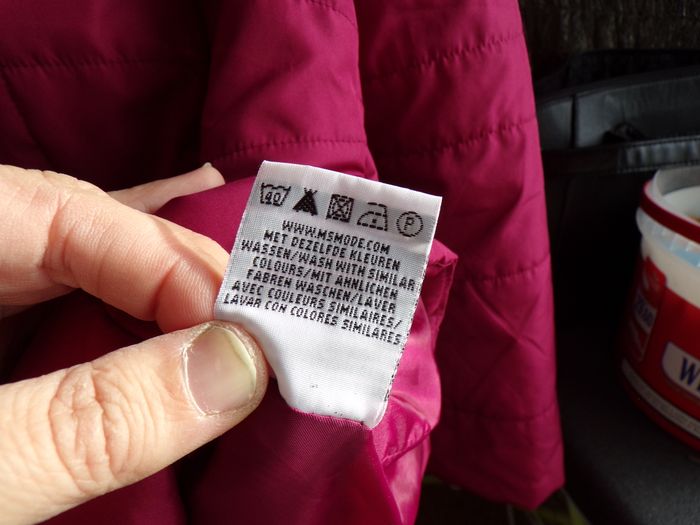 40 P
WWW.MSMODE.COM
MET DEZELFDE KLEUREN
WASSEN/WASH WITH SIMILAR
COLOURS/MIT ÄHNLICHEN
FARBEN WASCHEN/LAVER
AVEC COULEURS SIMILAIRES/
LAVAR CON COLORES SIMILARES
W